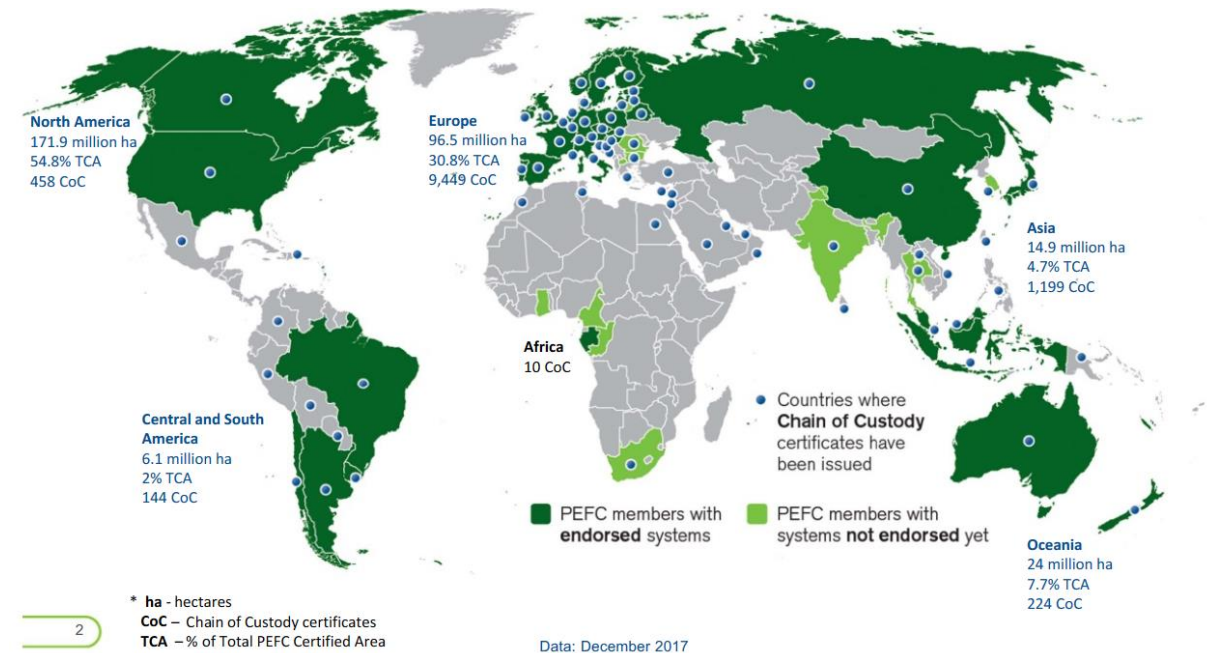 North America
171.9 million ha
54.8% TCA
458 CoC
Europe
96.5 million ha
30.8% TCA
9,449 CoC
Asia
14.9 million ha
4.7% TCA
1,199 CoC
Africa
10 CoC
Central and South
America
6.1 million ha
2% TCA
144 CoC
Countries where
Chain of Custody
certificates have
been issued
PEFC members with
endorsed systems
PEFC members with
systems not endorsed yet
Oceania
24 million ha
7.7% TCA
224 CoC
* ha - hectares
CoC – Chain of Custody certificates
TCA – % of Total PEFC Certified Area
2
Data: December 2017